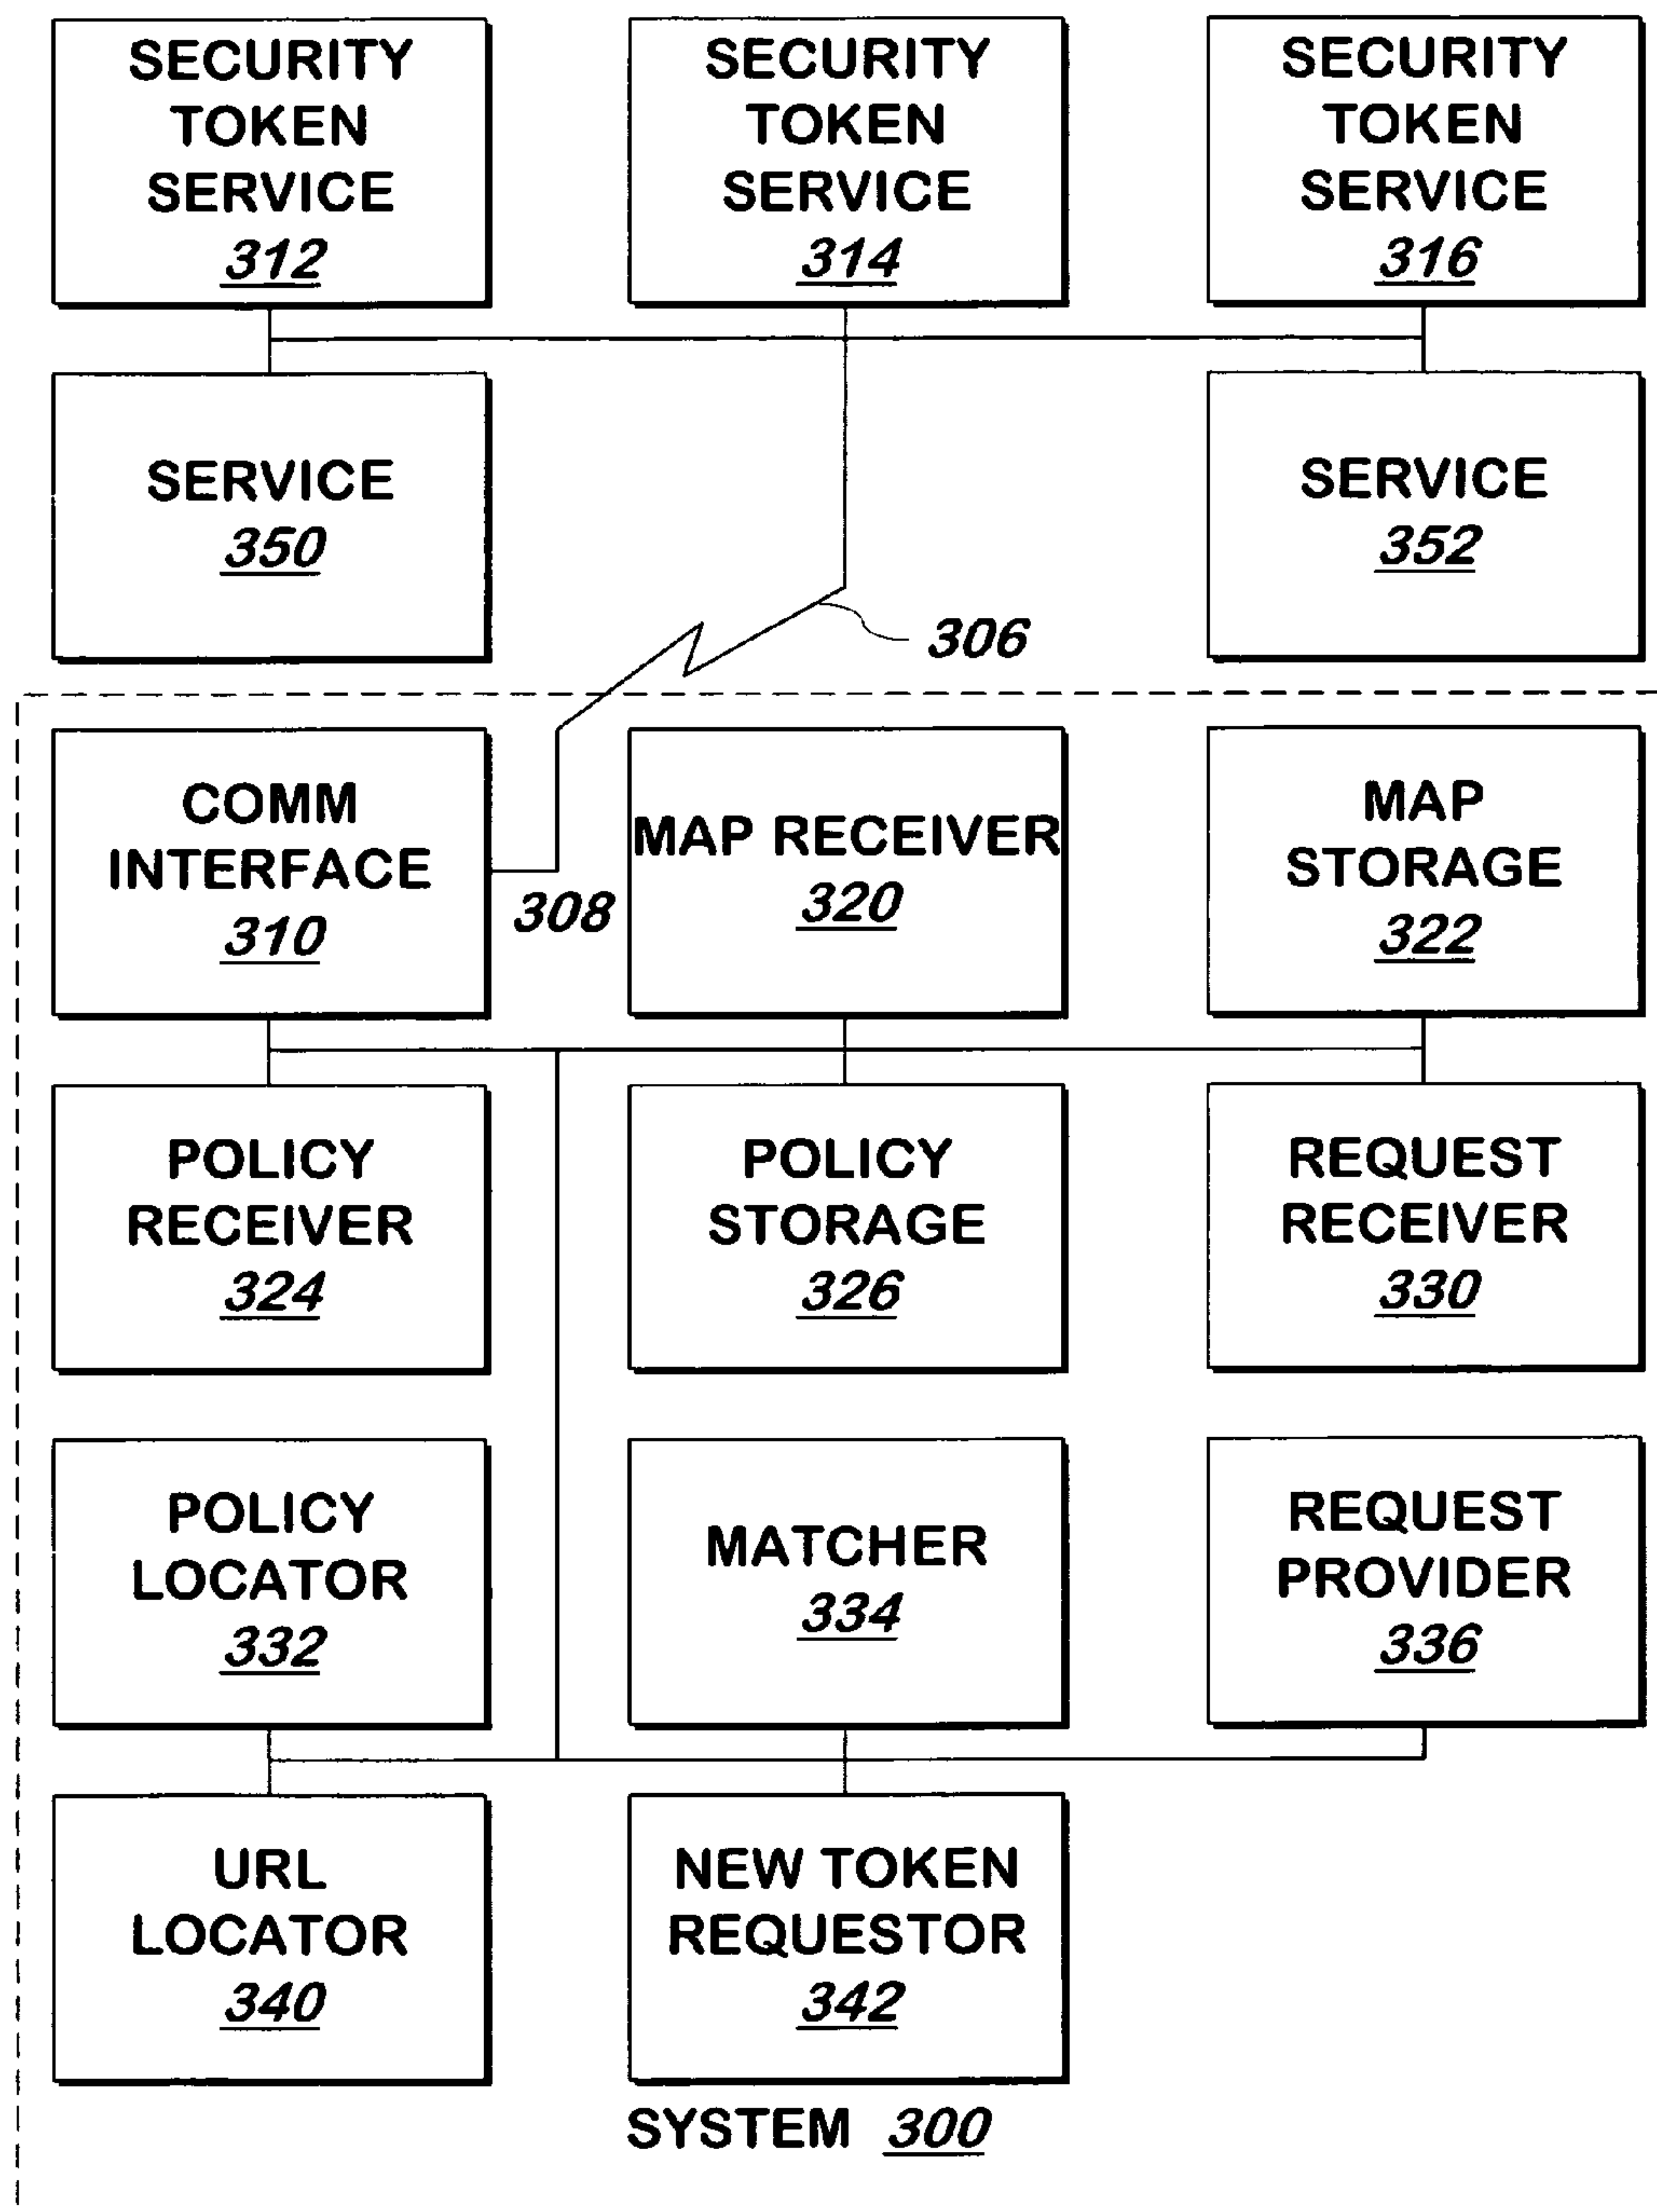 SECURITY
TOKEN
SERVICE
312
SECURITY
TOKEN
SERVICE
314
SECURITY
TOKEN
SERVICE
316
SERVICE
350
SERVICE
352
306
COMM
INTERFACE
310
308
MAP RECEIVER
320
MAP
STORAGE
322
POLICY
RECEIVER
324
POLICY
STORAGE
326
REQUEST
RECEIVER
330
POLICY
LOCATOR
332
MATCHER
334
REQUEST
PROVIDER
336
URL
LOCATOR
340
NEW TOKEN
REQUESTOR
342
SYSTEM 300